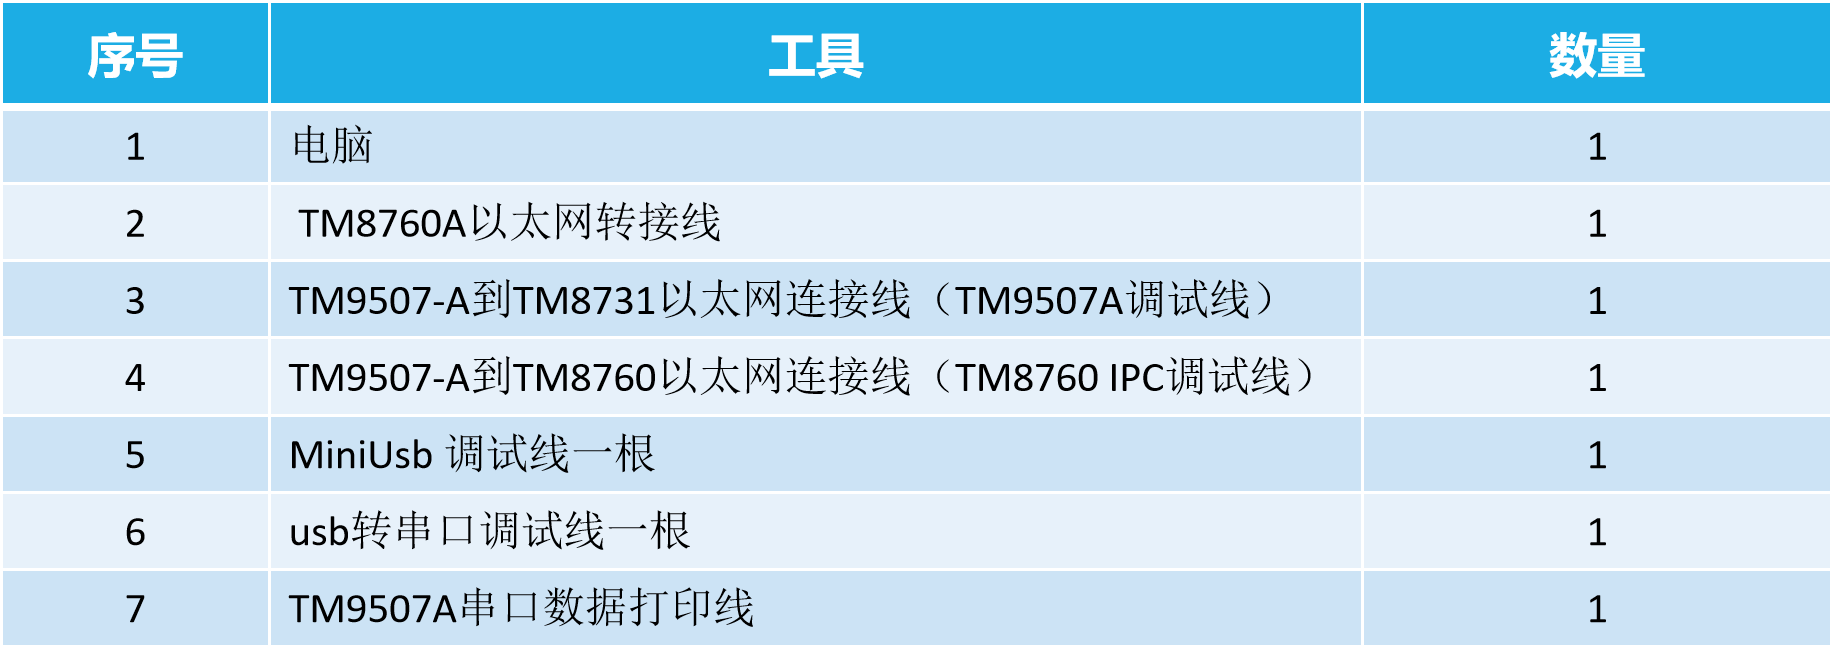 序号 工具 数量
1 电脑 1
2 TM8760A以太网转接线 1
3 TM9507-A到TM8731以太网连接线（TM9507A调试线） 1
4 TM9507-A到TM8760以太网连接线（TM8760 IPC调试线） 1
5 MiniUsb 调试线一根 1
6 usb转串口调试线一根 1
7 TM9507A串口数据打印线 1